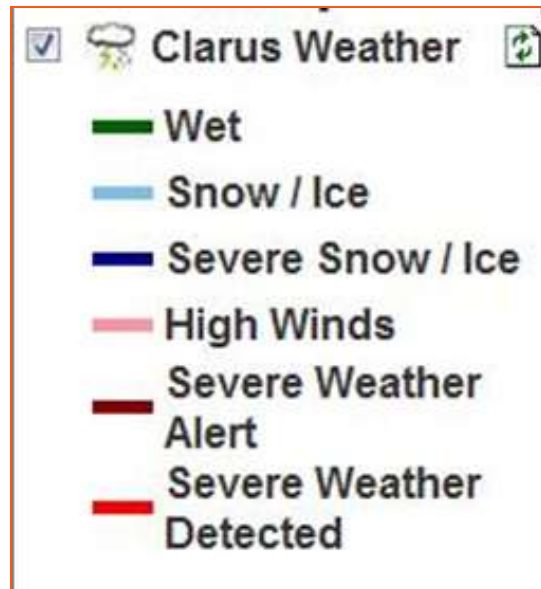 Clarus Weather
Wet
Snow / Ice
Severe Snow / Ice
High Winds
Severe Weather
Alert
Severe Weather
Detected